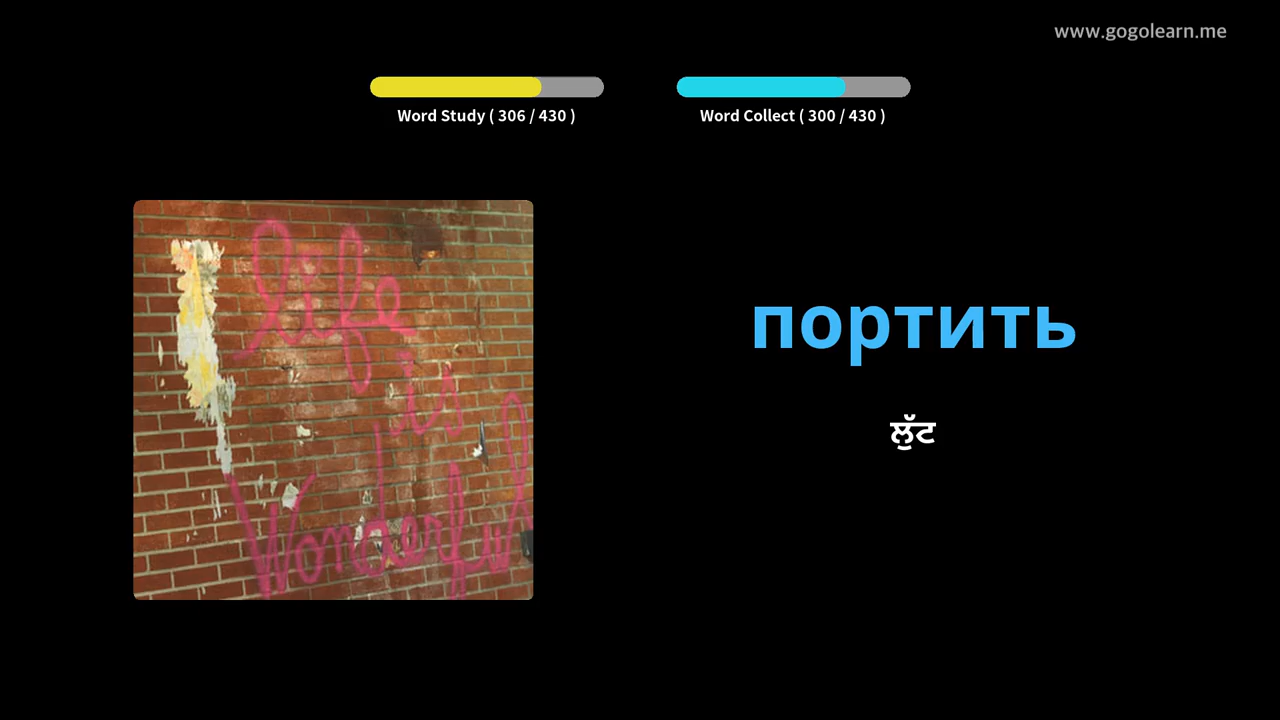 www.gogolearn.me
Word Study ( 306 / 430 )
Word Collect ( 300 / 430 )
life
is
Wonderful
портить
ਲੁੱਟ